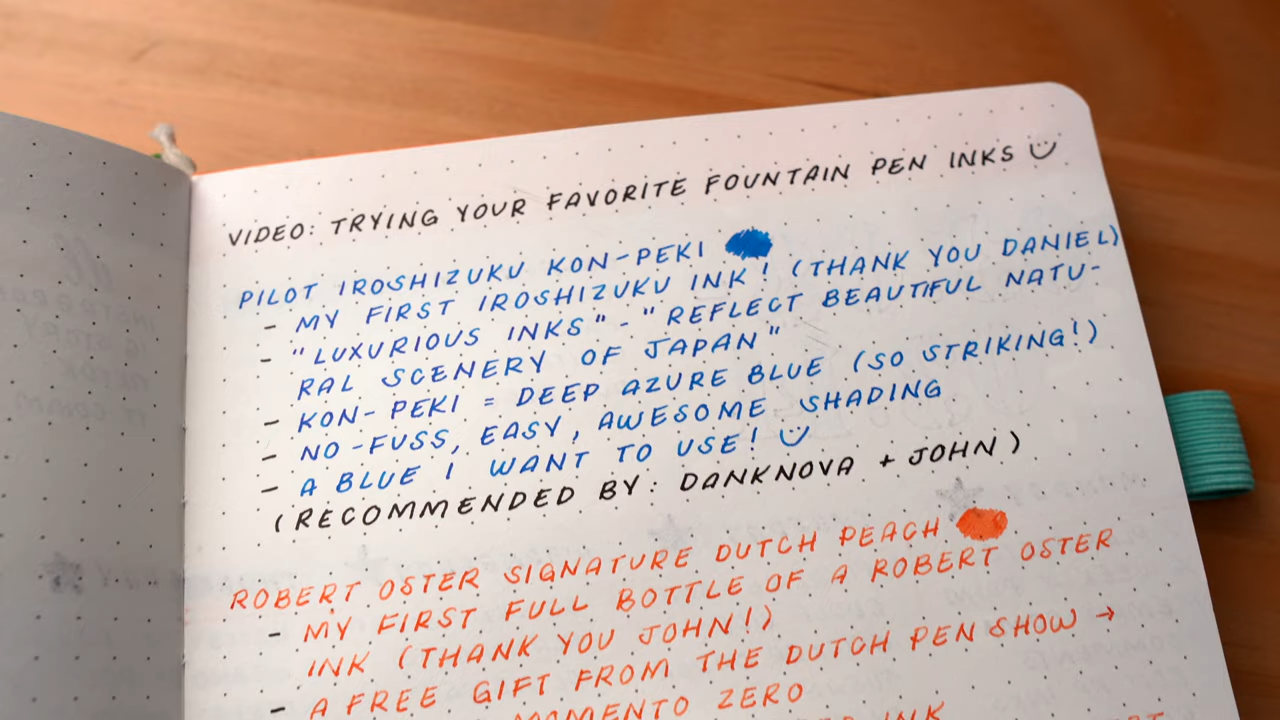 VIDEO: TRYING YOUR FAVORITE FOUNTAIN PEN INKS
PILOT IROSHIZUKU KON-PEKI
- MY FIRST IROSHIZUKU INK! (THANK YOU DANIEL)
- "LUXURIOUS INKS" - "REFLECT BEAUTIFUL NATU-
RAL SCENERY OF JAPAN"
- KON-PEKI = DEEP AZURE BLUE (SO STRIKING!)
- NO-FUSS, EASY, AWESOME SHADING
- A BLUE I WANT TO USE!
(RECOMMENDED BY: DANKNOVA + JOHN)
ROBERT OSTER SIGNATURE DUTCH PEACH
- MY FIRST FULL BOTTLE OF A ROBERT OSTER
INK (THANK YOU JOHN!)
- A FREE GIFT FROM THE DUTCH PEN SHOW →
MOMENTO ZERO
INK